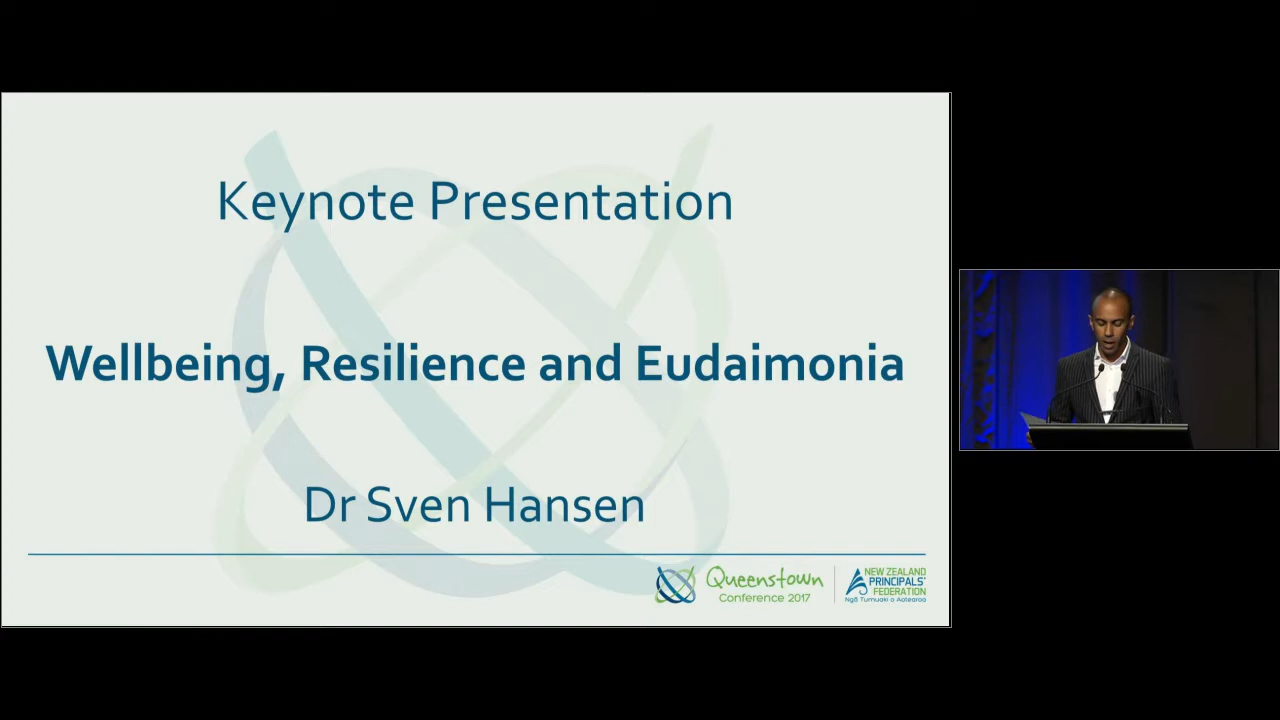 Keynote Presentation
Wellbeing, Resilience and Eudaimonia
Dr Sven Hansen
Queenstown
Conference 2017
NEW ZEALAND
PRINCIPALS'
FEDERATION
Ngā Tumuaki o Aotearoa